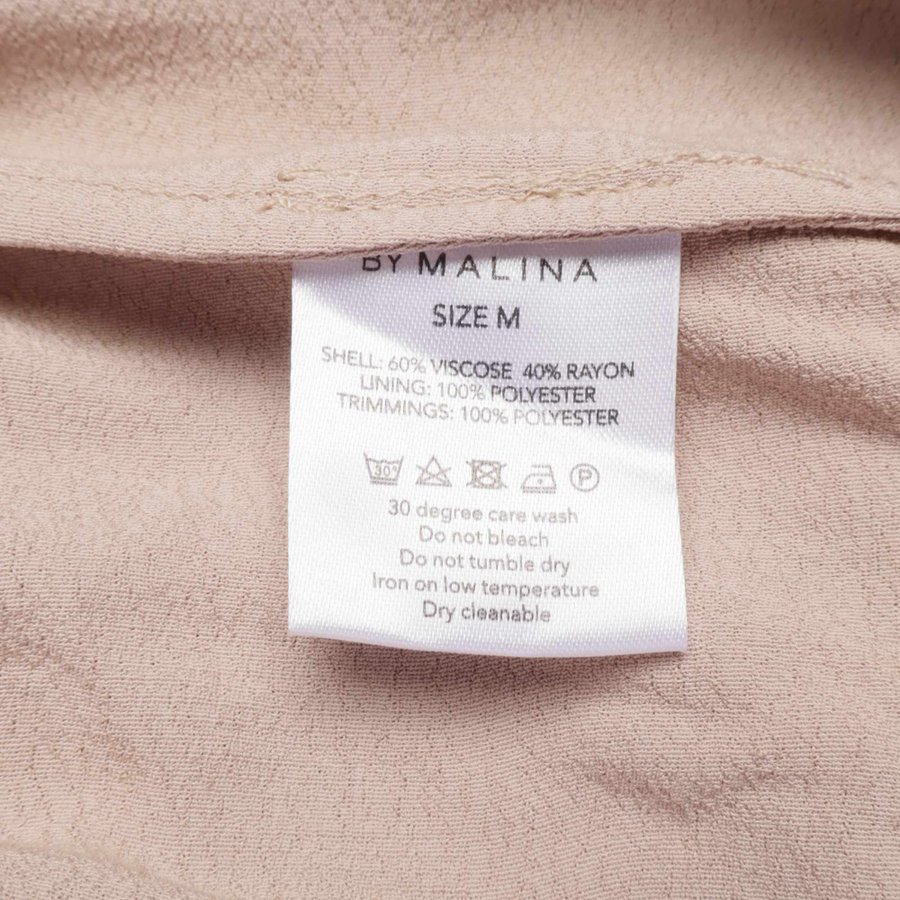 BY MALINA
SIZE M
SHELL: 60% VISCOSE 40% RAYON
LINING: 100% POLYESTER
TRIMMINGS: 100% POLYESTER
30° P
30 degree care wash
Do not bleach
Do not tumble dry
Iron on low temperature
Dry cleanable